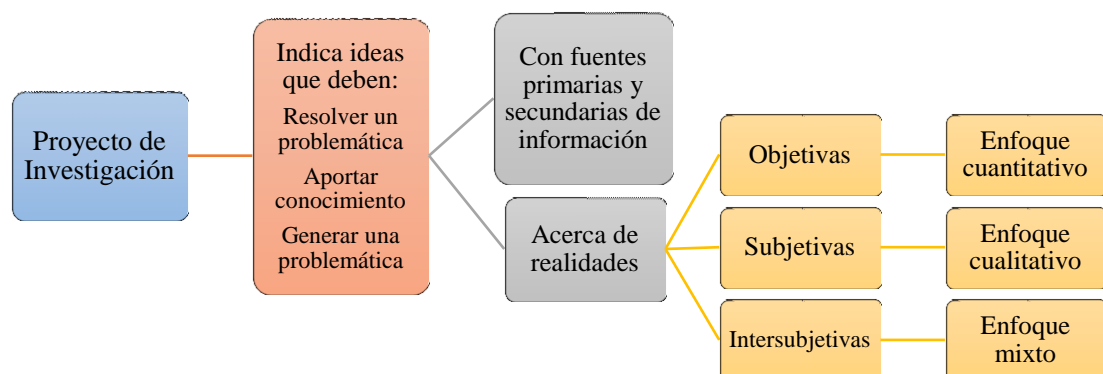 Proyecto de
Investigación
Indica ideas
que deben:
Resolver un
problemática
Aportar
conocimiento
Generar una
problemática
Con fuentes
primarias y
secundarias de
información
Acerca de
realidades
Objetivas
Enfoque
cuantitativo
Subjetivas
Enfoque
cualitativo
Intersubjetivas
Enfoque
mixto